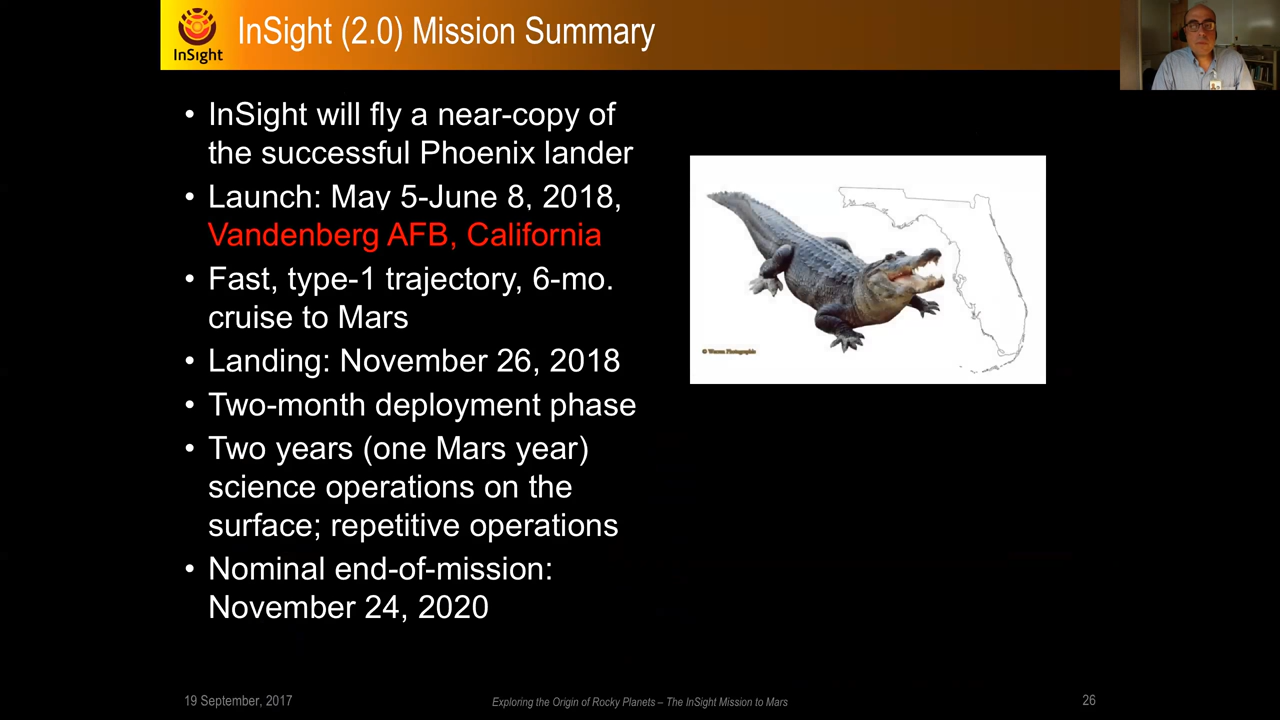 InSight
InSight (2.0) Mission Summary
• InSight will fly a near-copy of
the successful Phoenix lander
• Launch: May 5-June 8, 2018,
Vandenberg AFB, California
• Fast, type-1 trajectory, 6-mo.
cruise to Mars
• Landing: November 26, 2018
• Two-month deployment phase
• Two years (one Mars year)
science operations on the
surface; repetitive operations
• Nominal end-of-mission:
November 24, 2020
© Warren Photographic
19 September, 2017
Exploring the Origin of Rocky Planets – The InSight Mission to Mars
26